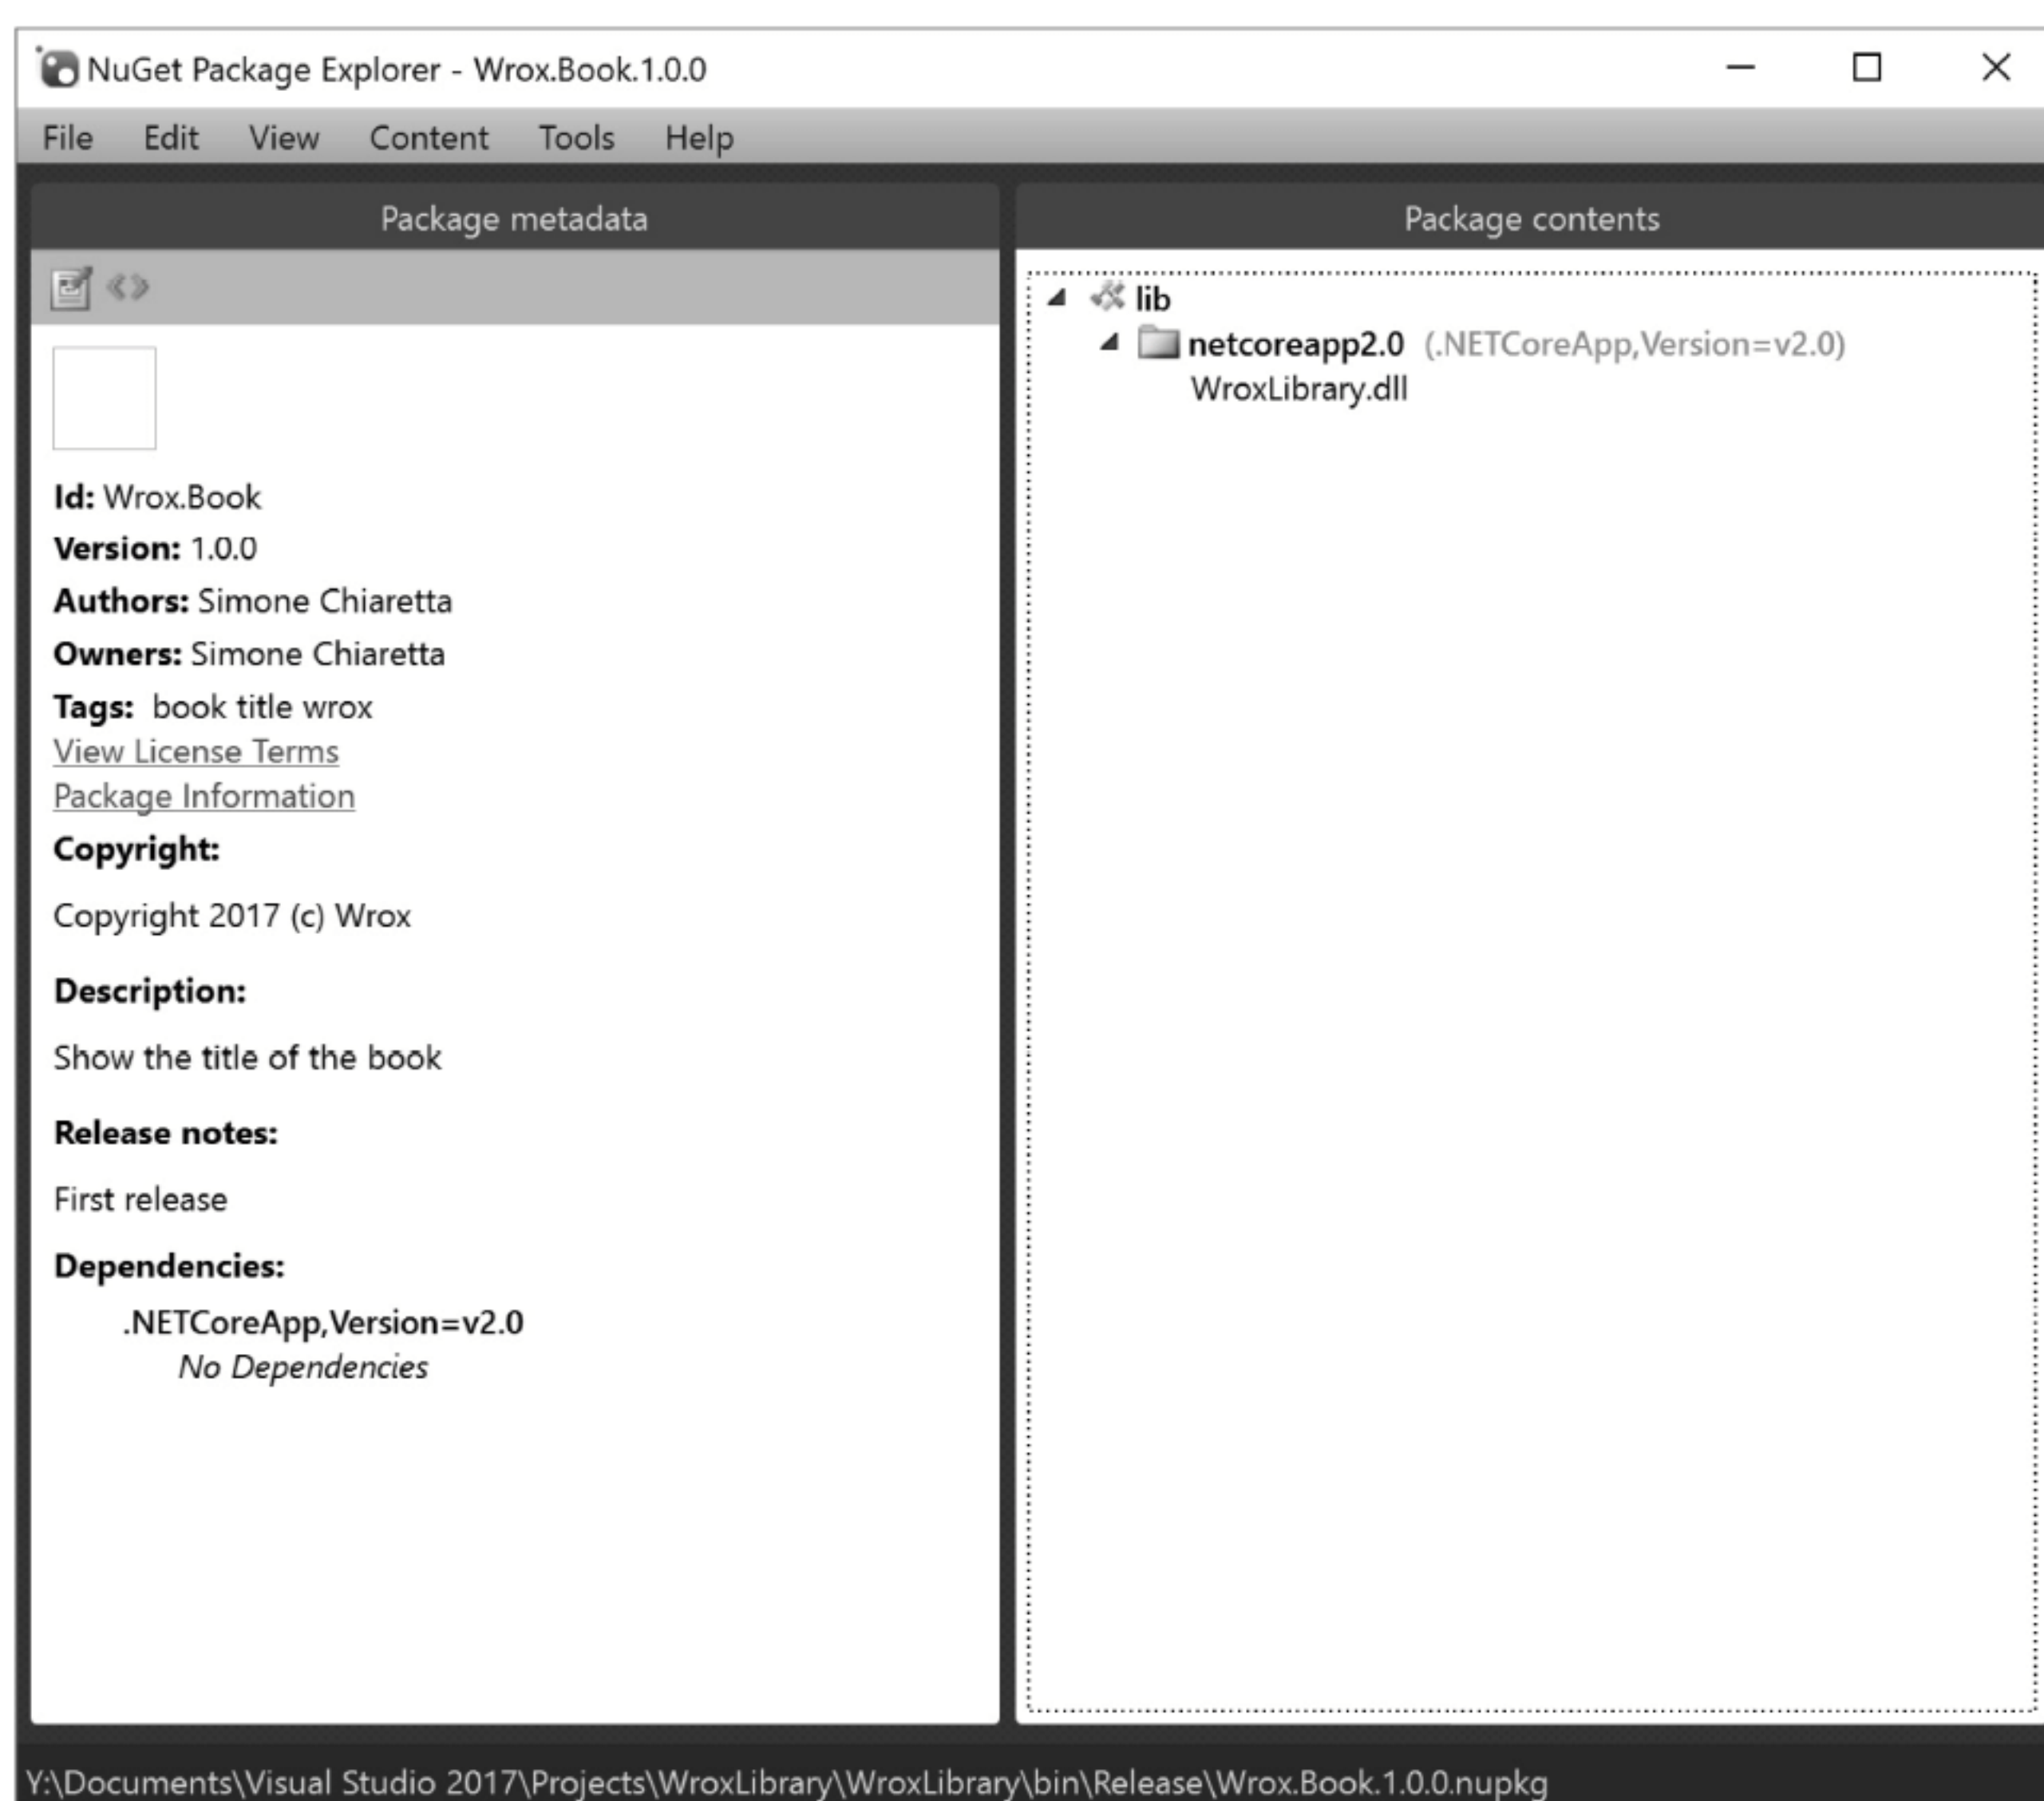 NuGet Package Explorer - Wrox.Book.1.0.0
File Edit View Content Tools Help
Package metadata
Id: Wrox.Book
Version: 1.0.0
Authors: Simone Chiaretta
Owners: Simone Chiaretta
Tags: book title wrox
View License Terms
Package Information
Copyright:
Copyright 2017 (c) Wrox
Description:
Show the title of the book
Release notes:
First release
Dependencies:
.NETCoreApp,Version=v2.0
No Dependencies
Package contents
lib
netcoreapp2.0 (.NETCoreApp,Version=v2.0)
WroxLibrary.dll
Y:\Documents\Visual Studio 2017\Projects\WroxLibrary\WroxLibrary\bin\Release\Wrox.Book.1.0.0.nupkg